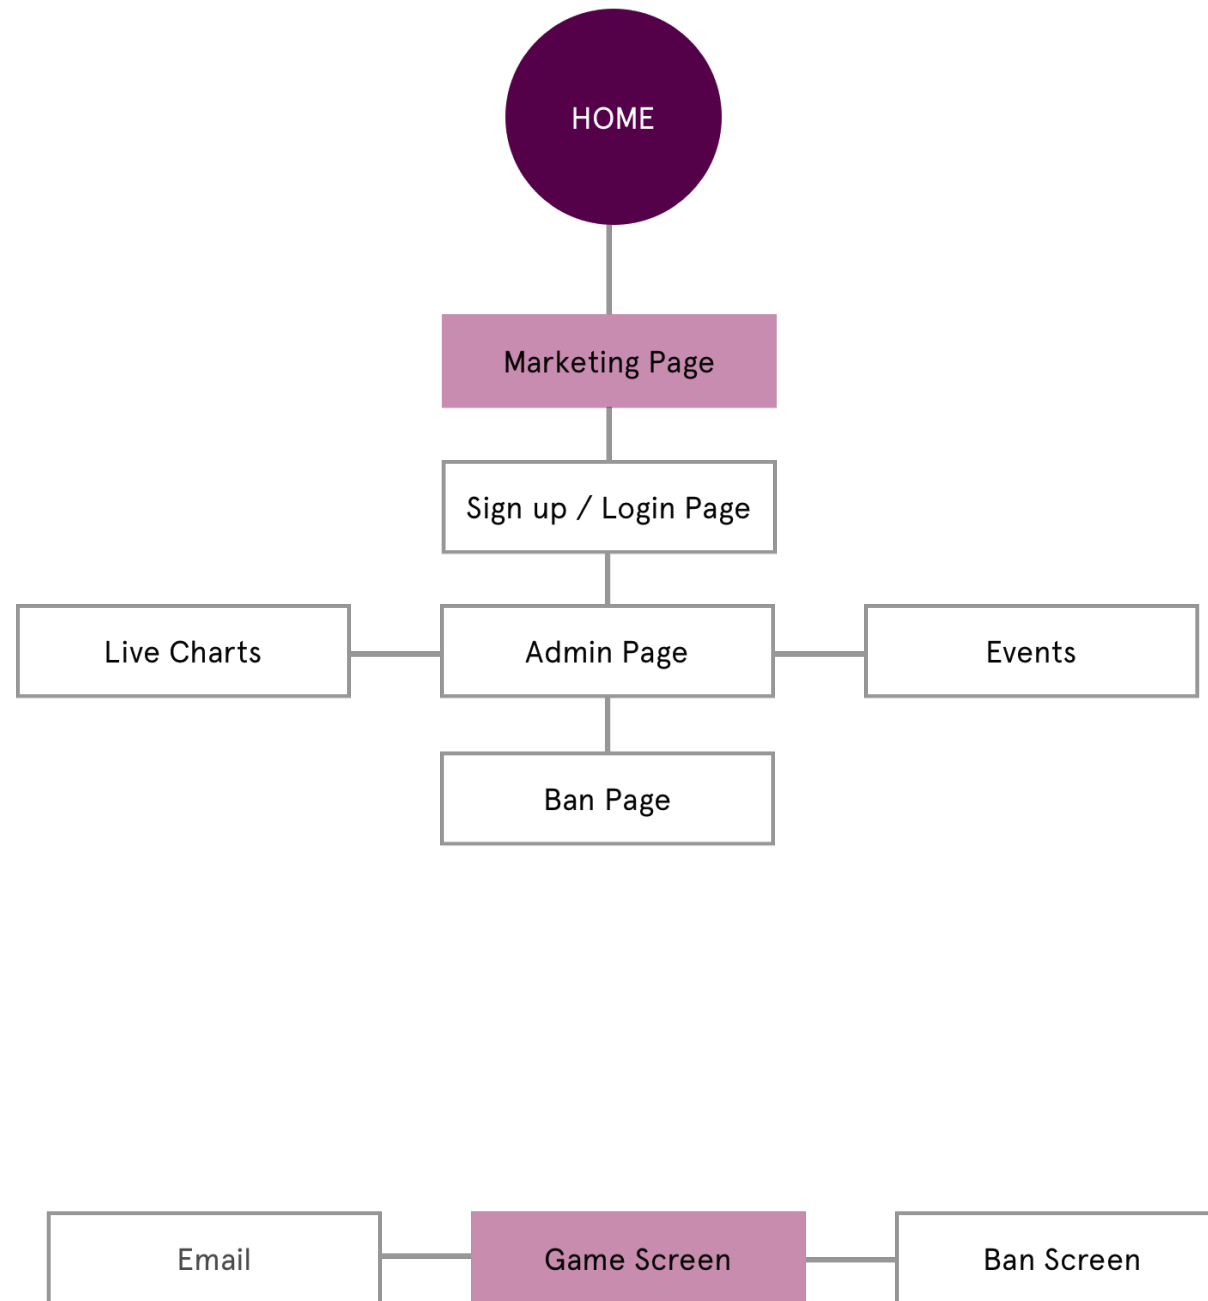 HOME
Marketing Page
Sign up / Login Page
Live Charts
Admin Page
Events
Ban Page
Email
Game Screen
Ban Screen